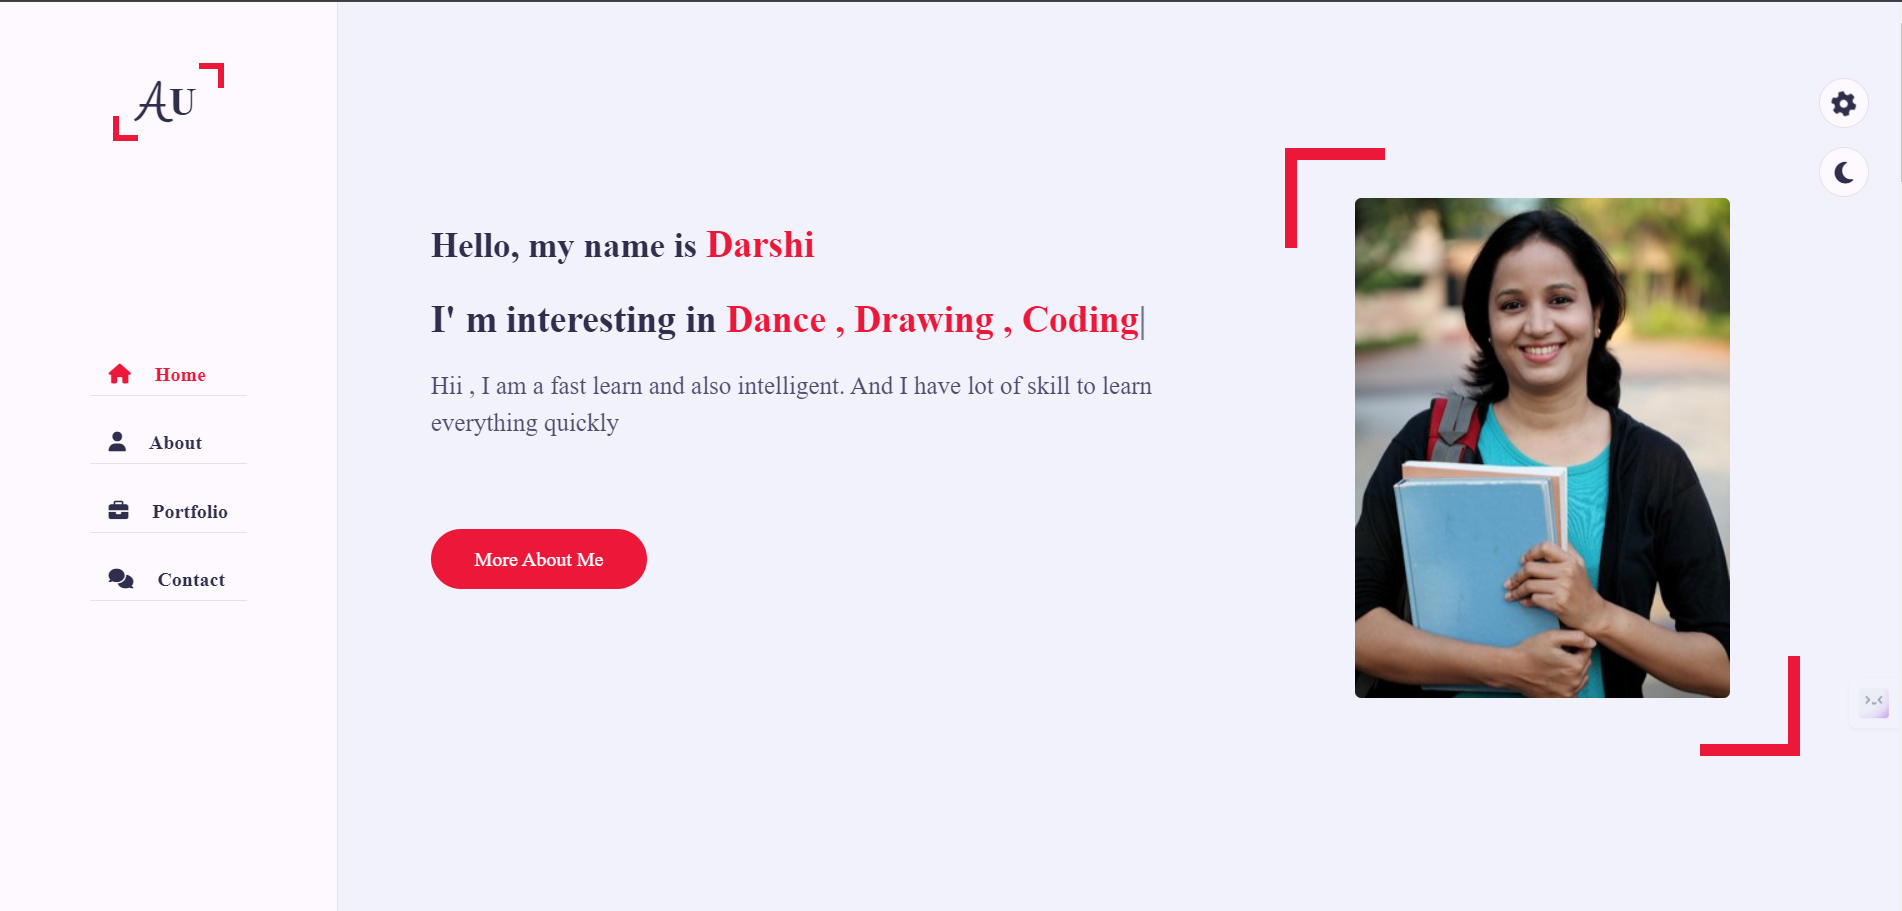 AU
Home
About
Portfolio
Contact
Hello, my name is Darshi
I' m interesting in Dance , Drawing , Coding|
Hii , I am a fast learn and also intelligent. And I have lot of skill to learn
everything quickly
More About Me